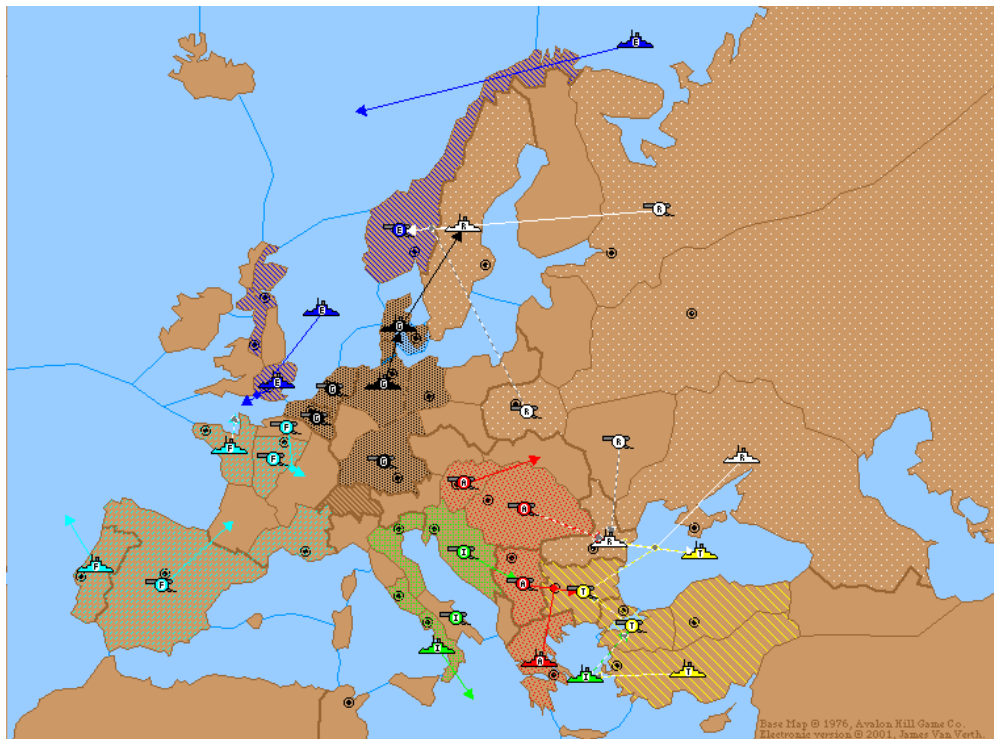 E
R
E
R
E
G
E
G
G
R
G
F
R
F
R
F
G
A
A
R
I
T
F
F
A
T
I
T
I
A
I
T
Base Map © 1976, Avalon Hill Game Co.
Electronic version © 2001, James Van Verth.